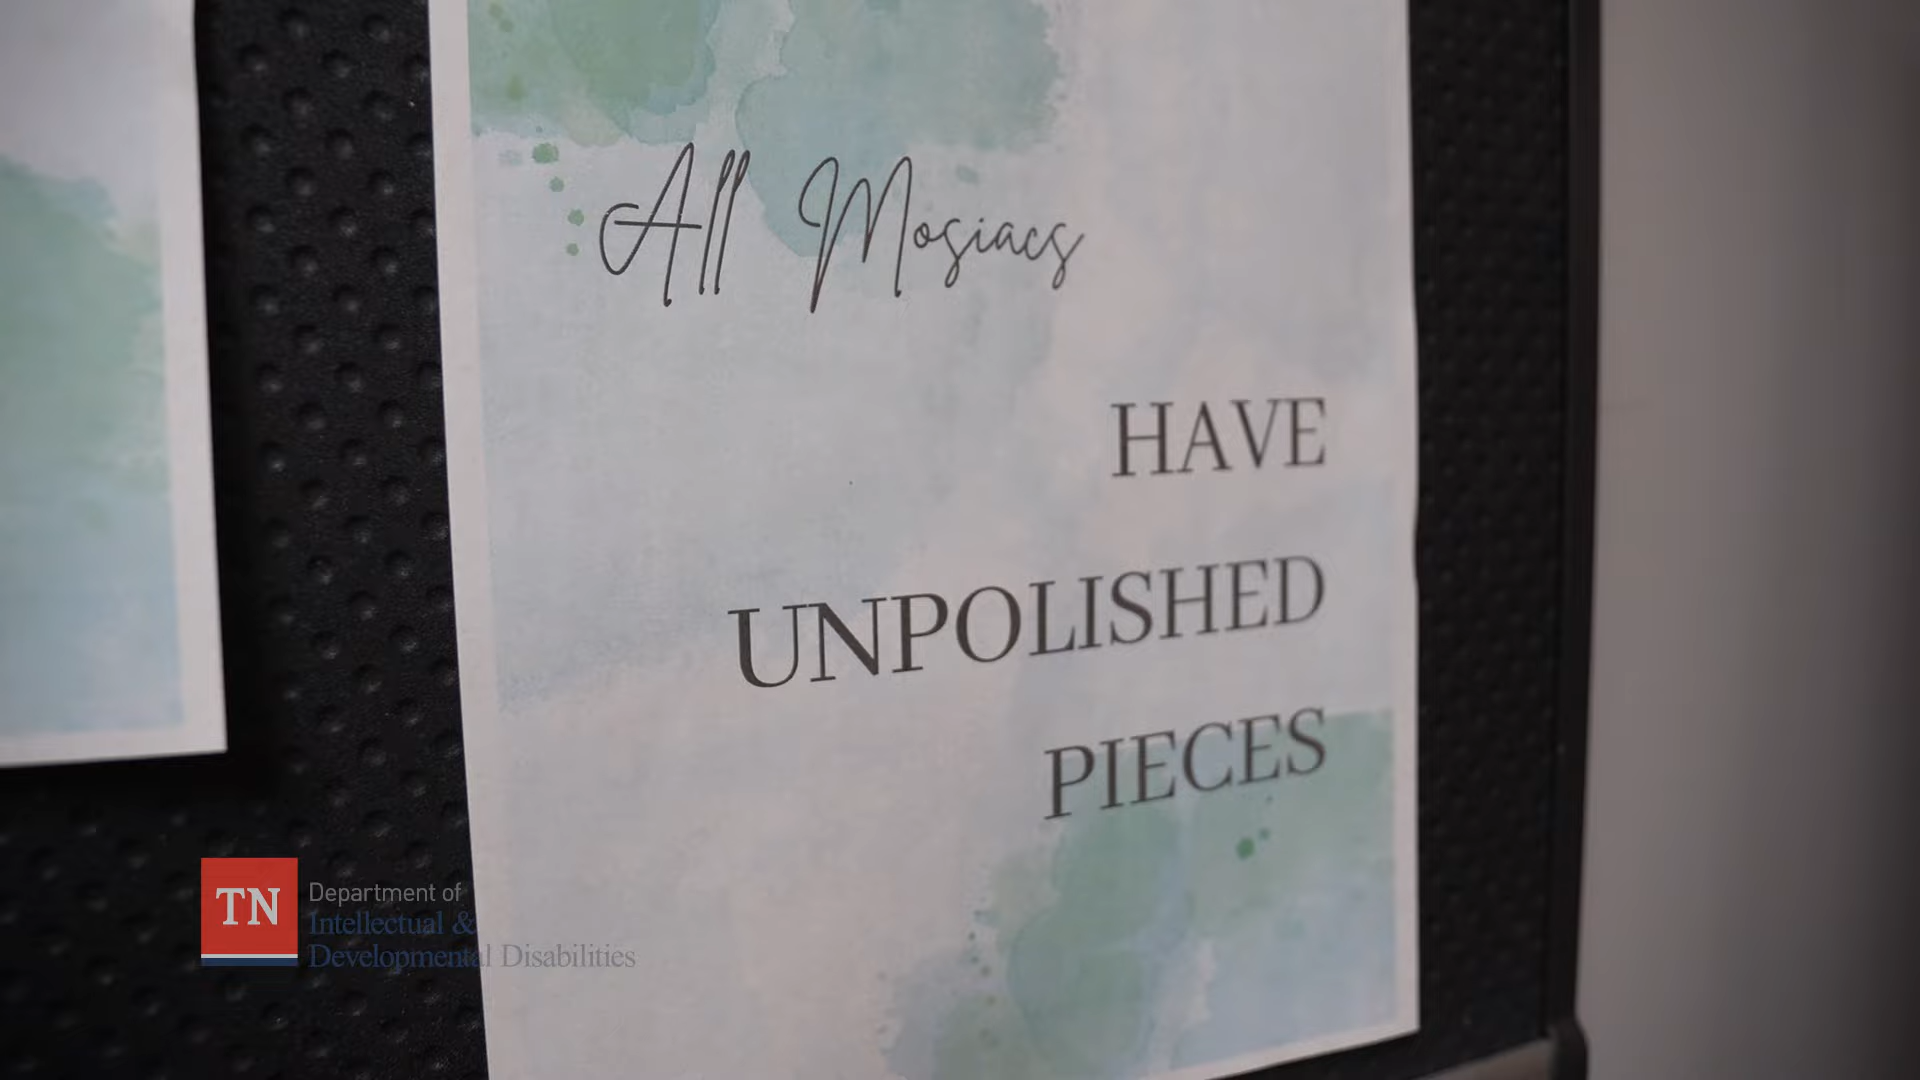 All Mosiacs
HAVE
UNPOLISHED
PIECES
TN
Department of
Intellectual &
Developmental Disabilities